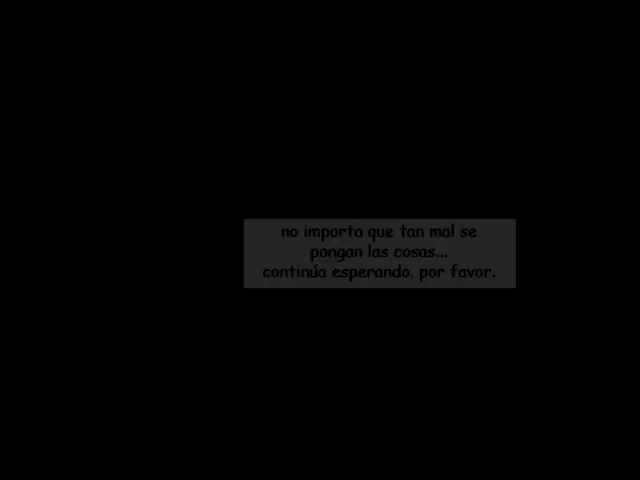 no importa que tan mal se
pongan las cosas...
continúa esperando. por favor.